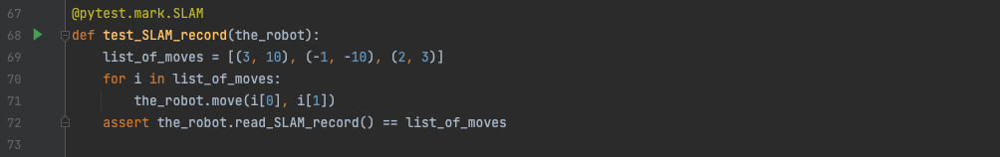 67 @pytest.mark.SLAM
68 def test_SLAM_record(the_robot):
69 list_of_moves = [(3, 10), (-1, -10), (2, 3)]
70 for i in list_of_moves:
71 the_robot.move(i[0], i[1])
72 assert the_robot.read_SLAM_record() == list_of_moves
73